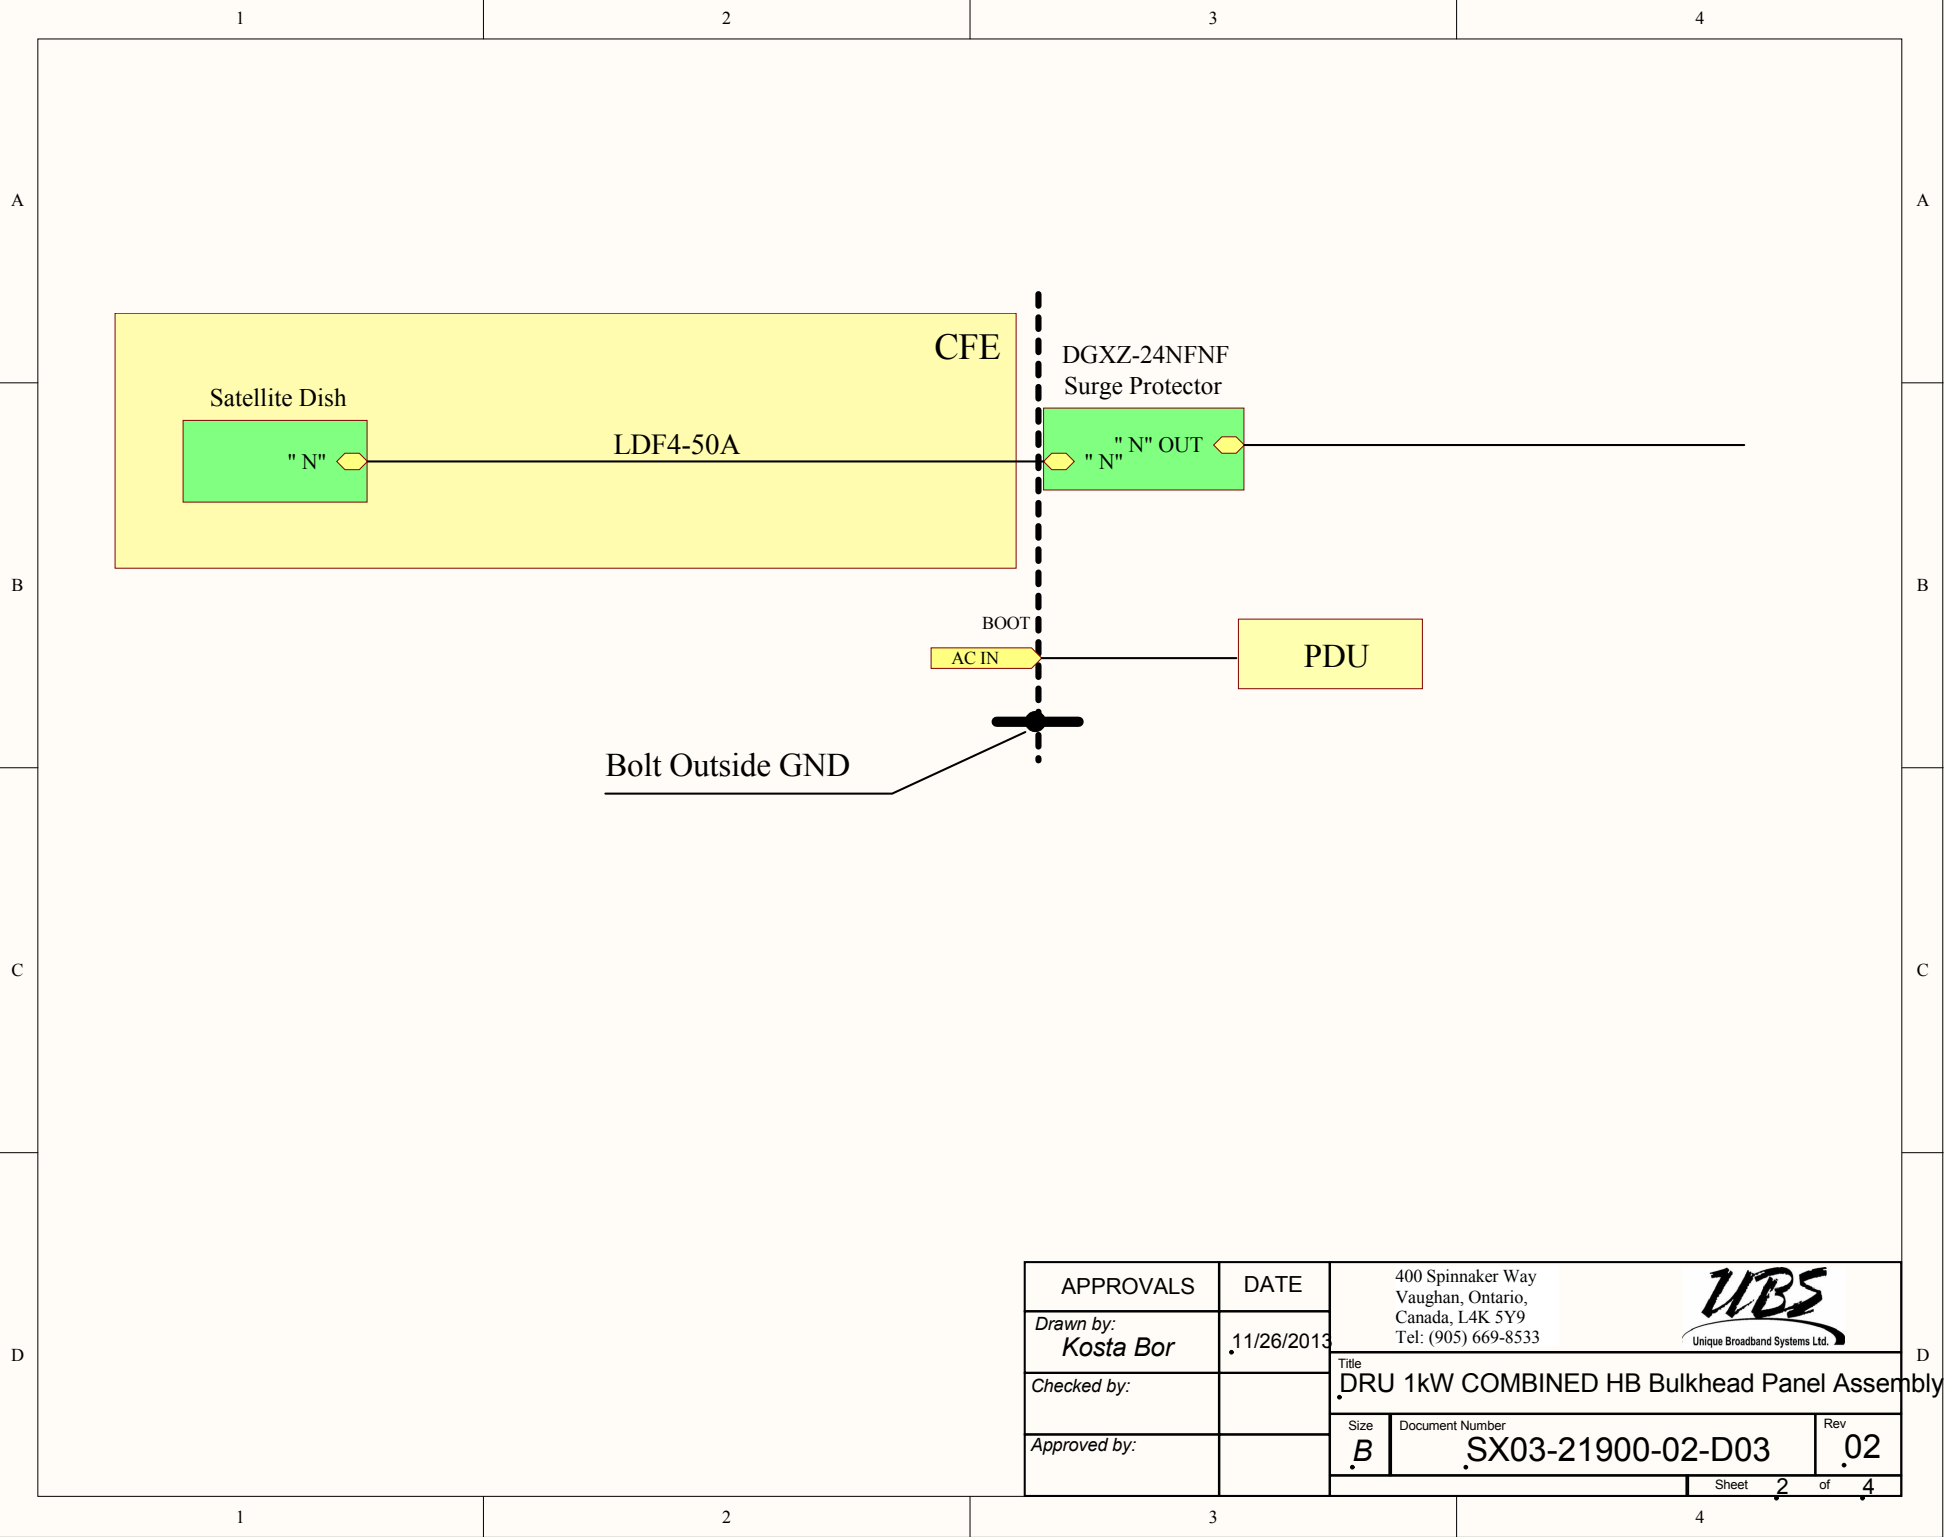 1 2 3 4
A A
CFE
DGXZ-24NFNF
Surge Protector
Satellite Dish
LDF4-50A
" N" OUT
" N" " N"
B B
BOOT
AC IN
PDU
Bolt Outside GND
C C
APPROVALS DATE
400 Spinnaker Way
Vaughan, Ontario,
Canada, L4K 5Y9
Tel: (905) 669-8533
UBS
Unique Broadband Systems Ltd.
Drawn by:
Kosta Bor
11/26/2013
D D
Title
DRU 1kW COMBINED HB Bulkhead Panel Assembly
Checked by:
Size
B
Document Number
SX03-21900-02-D03
Rev
02
Approved by:
Sheet 2 of 4
1 2 3 4